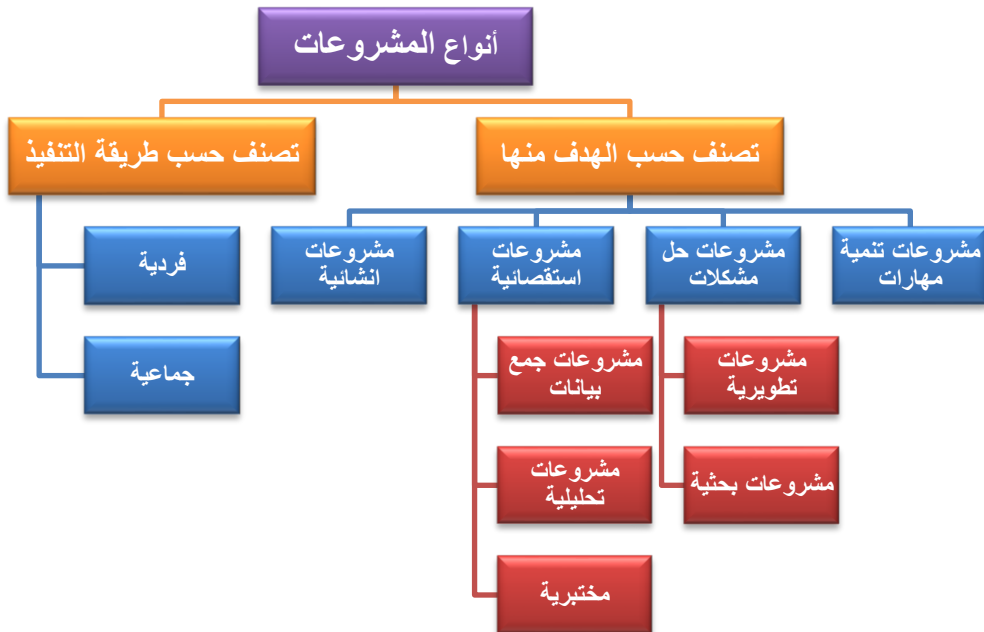 أنواع المشروعات
تصنف حسب الهدف منها
تصنف حسب طريقة التنفيذ
مشروعات تنمية
مهارات
مشروعات حل
مشكلات
مشروعات
استقصائية
مشروعات
انشائية
فردية
جماعية
مشروعات
تطويرية
مشروعات بحثية
مشروعات جمع
بيانات
مشروعات
تحليلية
مختبرية